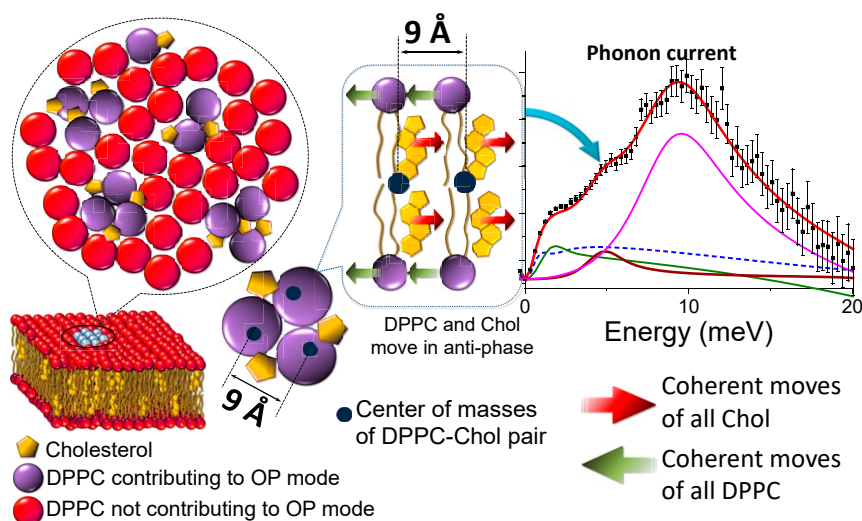 9 Å
Phonon current
0
10
20
Energy (meV)
DPPC and Chol
move in anti-phase
9 Å
Center of masses
of DPPC-Chol pair
Coherent moves
of all Chol
Coherent moves
of all DPPC
Cholesterol
DPPC contributing to OP mode
DPPC not contributing to OP mode